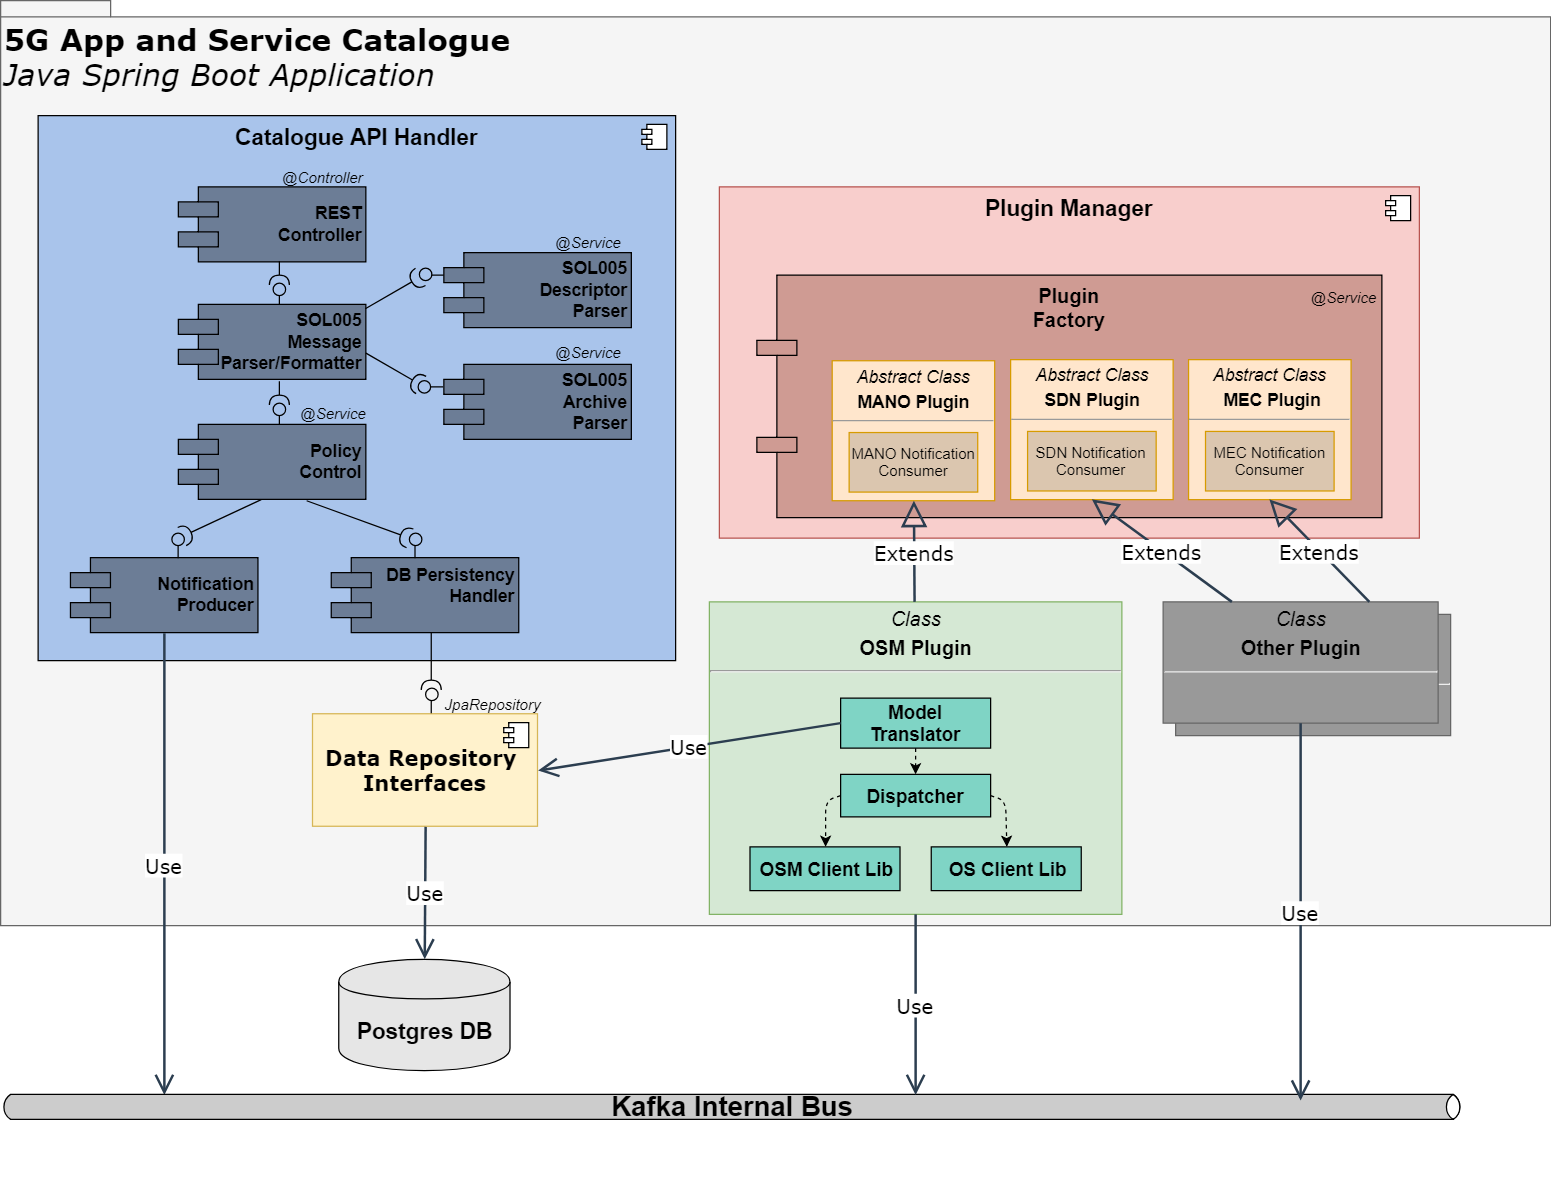 5G App and Service Catalogue
Java Spring Boot Application
Catalogue API Handler
@Controller
REST
Controller
@Service
SOL005
Descriptor
Parser
SOL005
Message
Parser/Formatter
@Service
SOL005
Archive
Parser
@Service
Policy
Control
Notification
Producer
DB Persistency
Handler
Plugin Manager
Plugin
Factory
@Service
Abstract Class
MANO Plugin
MANO Notification
Consumer
Abstract Class
SDN Plugin
SDN Notification
Consumer
Abstract Class
MEC Plugin
MEC Notification
Consumer
Extends
Extends
Extends
Class
OSM Plugin
Class
Other Plugin
JpaRepository
Data Repository
Interfaces
Use
Model
Translator
Dispatcher
OSM Client Lib
OS Client Lib
Use
Use
Use
Use
Postgres DB
Kafka Internal Bus